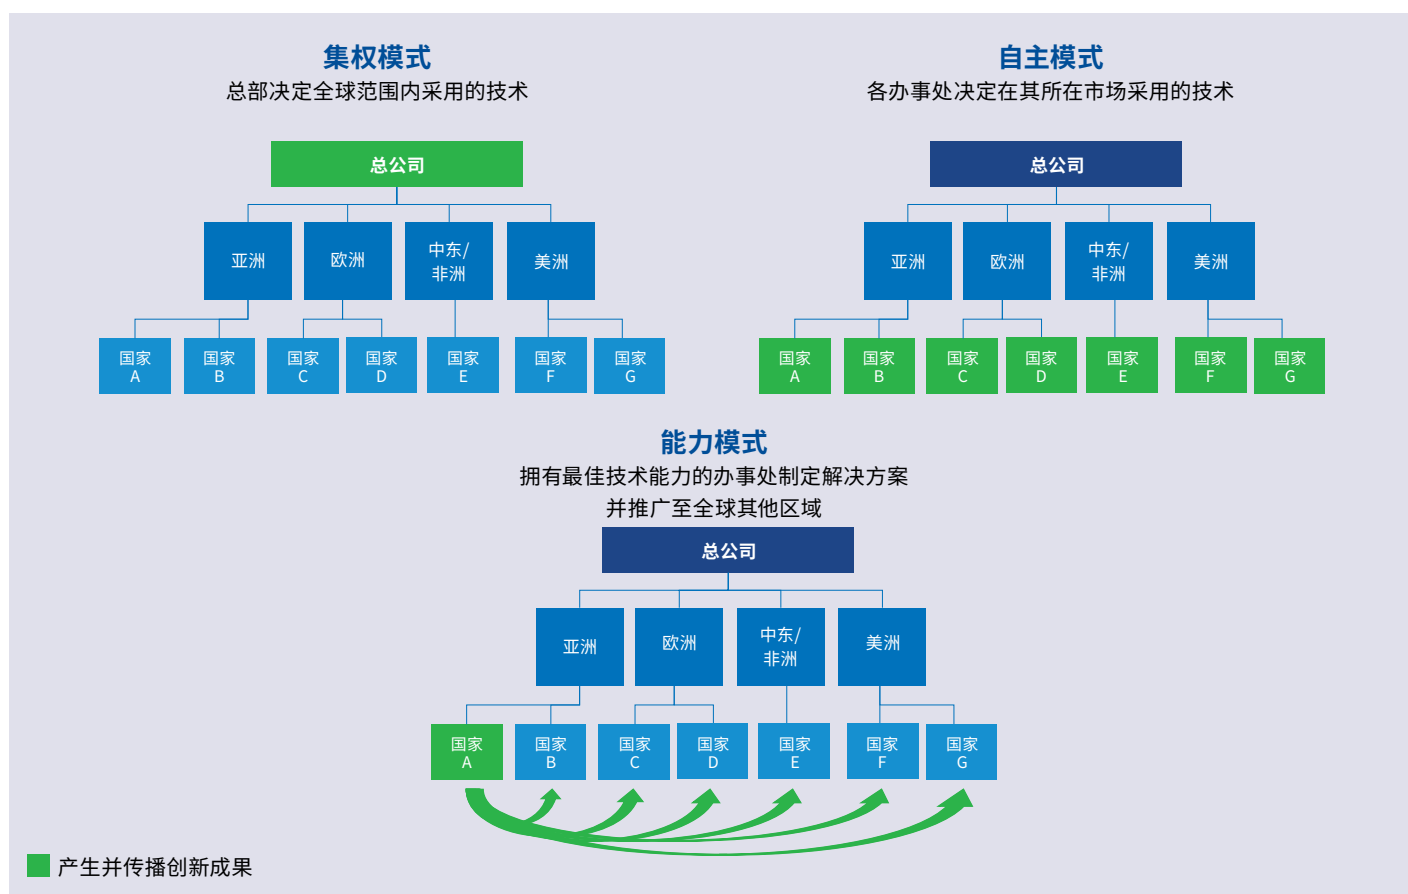 集权模式
总部决定全球范围内采用的技术
总公司
亚洲
欧洲
中东/
非洲
美洲
国家
A
国家
B
国家
C
国家
D
国家
E
国家
F
国家
G
自主模式
各办事处决定在其所在市场采用的技术
总公司
亚洲
欧洲
中东/
非洲
美洲
国家
A
国家
B
国家
C
国家
D
国家
E
国家
F
国家
G
能力模式
拥有最佳技术能力的办事处制定解决方案
并推广至全球其他区域
总公司
亚洲
欧洲
中东/
非洲
美洲
国家
A
国家
B
国家
C
国家
D
国家
E
国家
F
国家
G
产生并传播创新成果